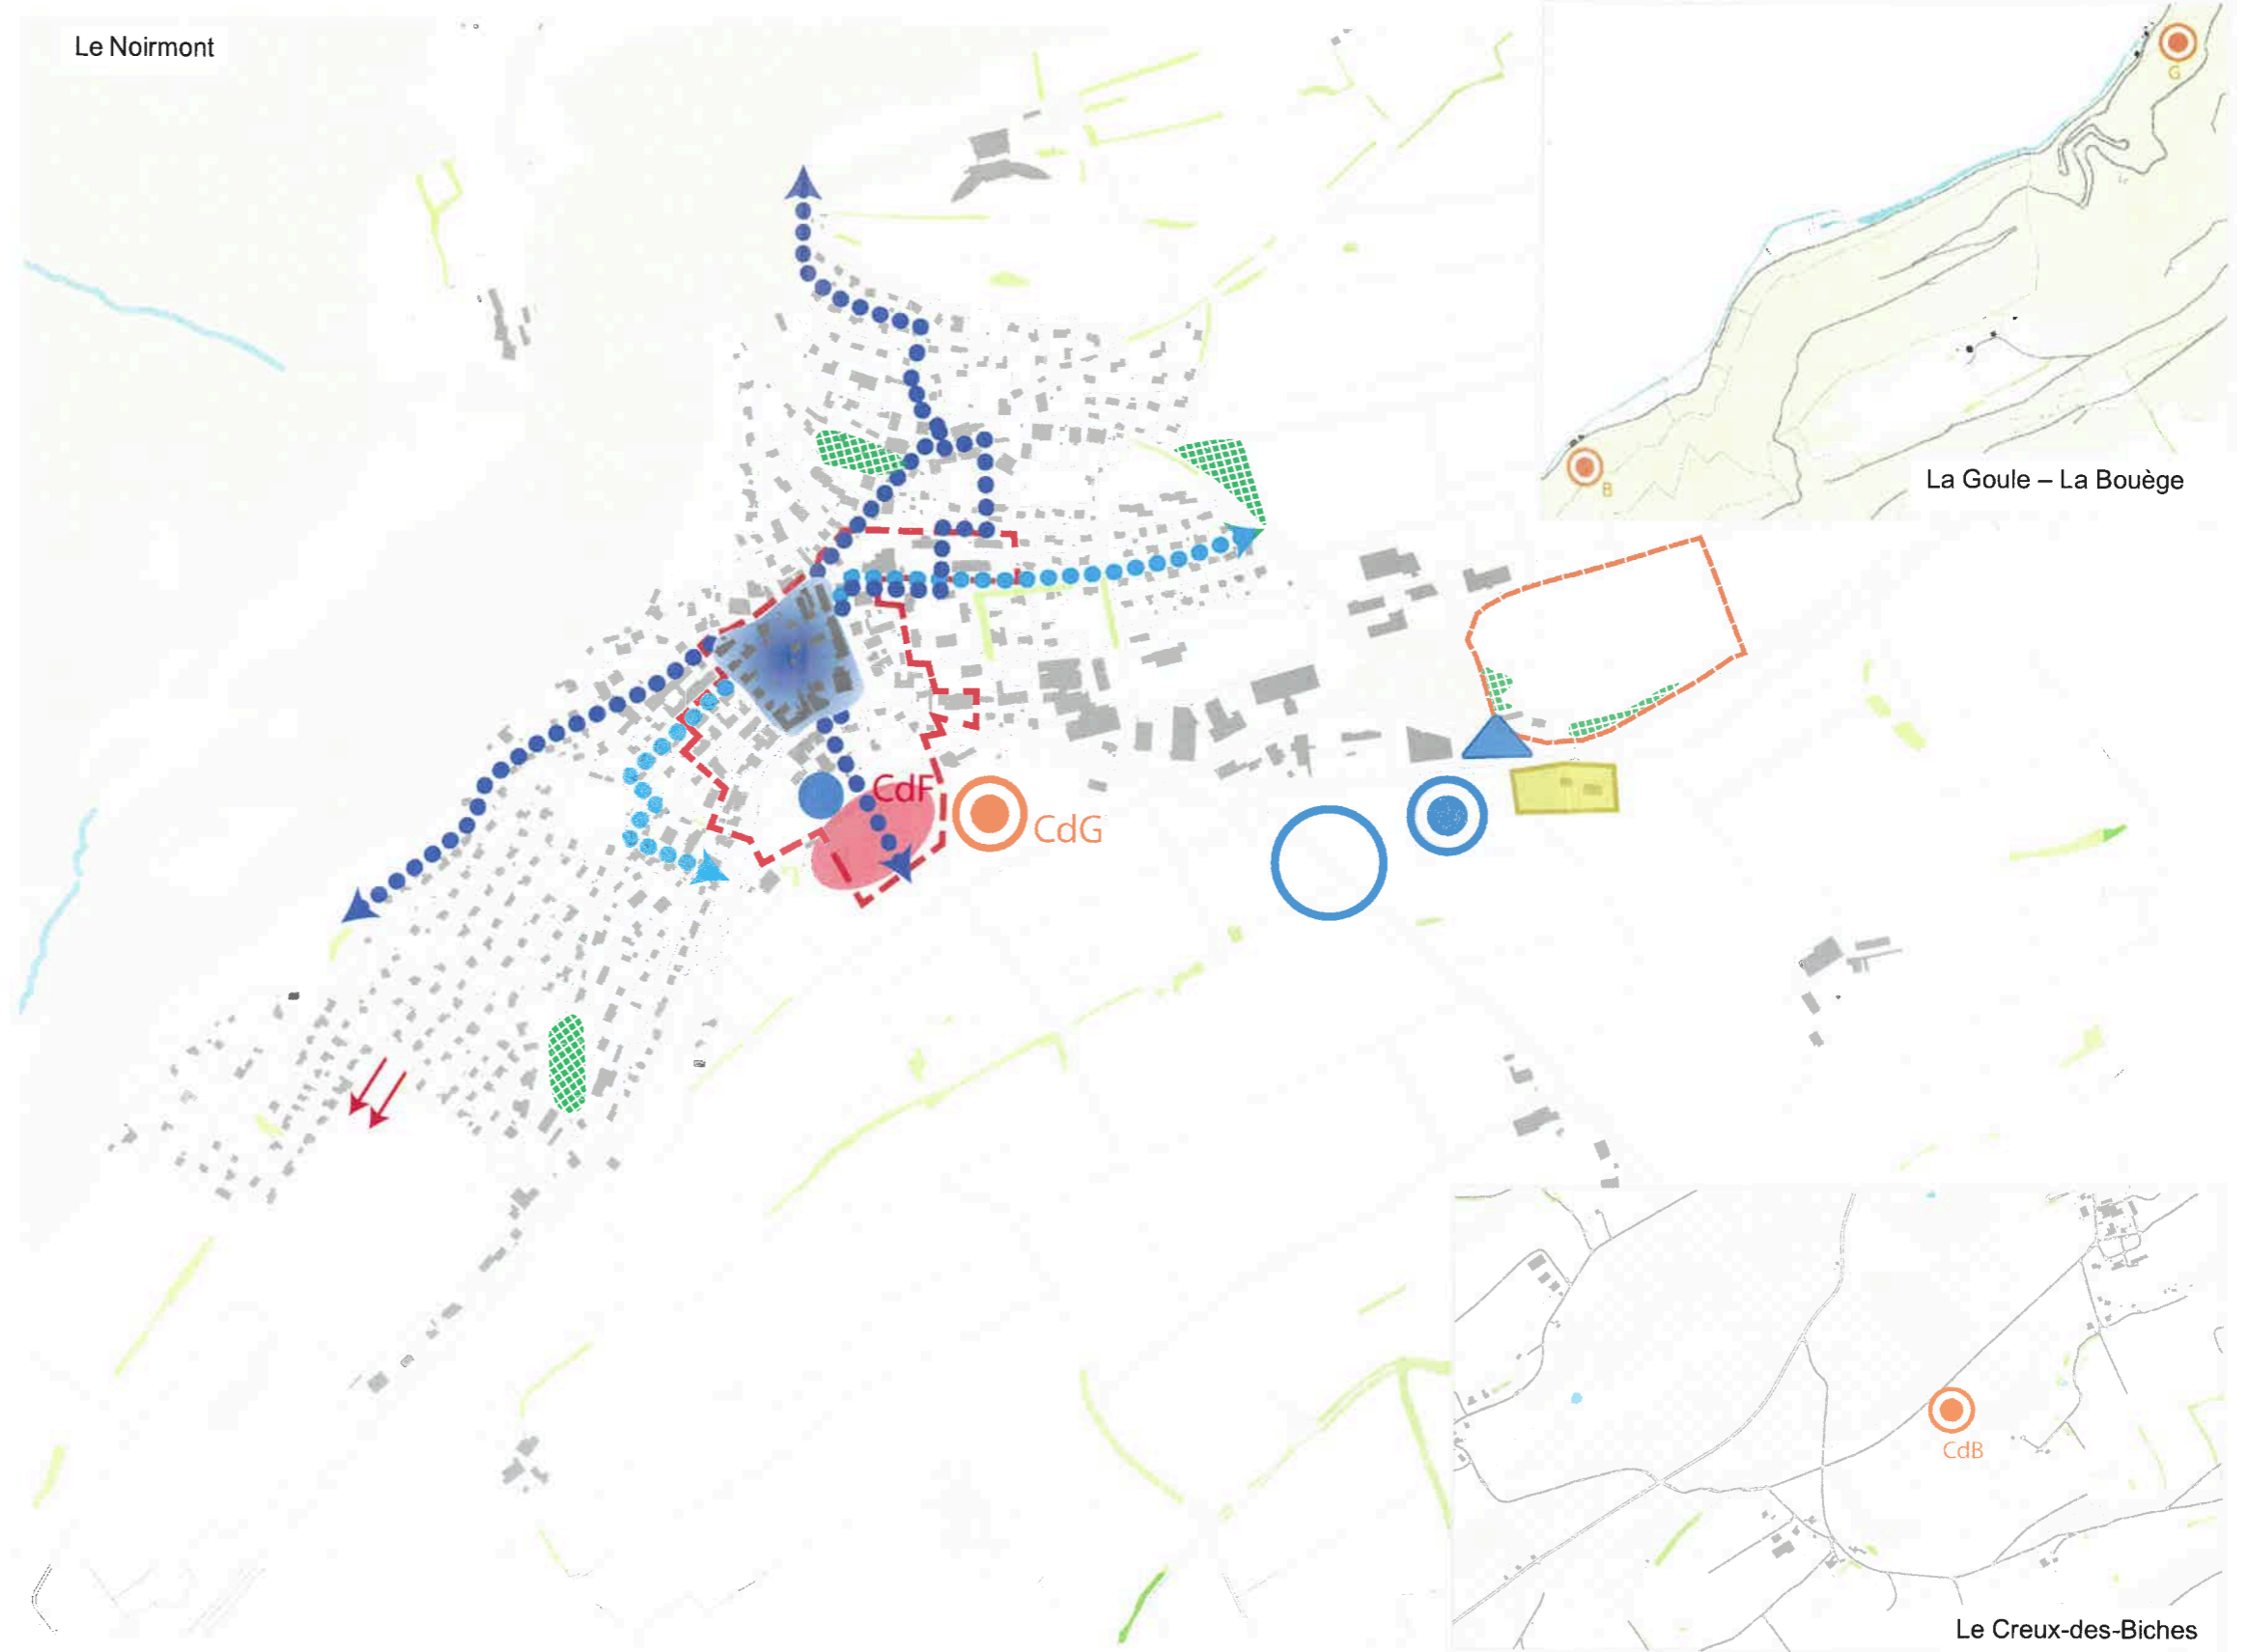 Le Noirmont
G
B
La Goule – La Bouège
CdF
CdG
CdB
Le Creux-des-Biches